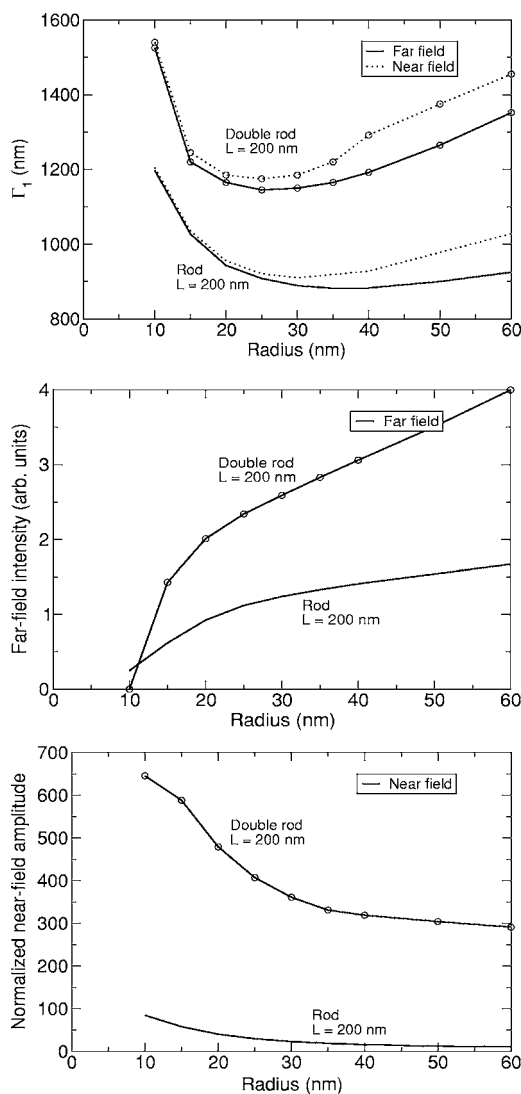 1600
1400
1200
1000
800
Γ1 (nm)
Far field
Near field
Double rod
L = 200 nm
Rod
L = 200 nm
0 10 20 30 40 50 60
Radius (nm)
4
3
2
1
0
Far-field intensity (arb. units)
Far field
Double rod
L = 200 nm
Rod
L = 200 nm
0 10 20 30 40 50 60
Radius (nm)
700
600
500
400
300
200
100
0
Normalized near-field amplitude
Near field
Double rod
L = 200 nm
Rod
L = 200 nm
0 10 20 30 40 50 60
Radius (nm)